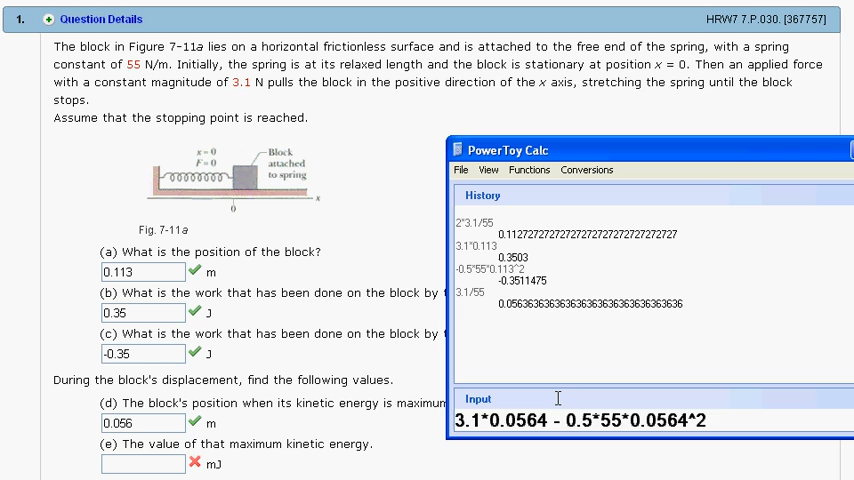 1. Question Details HRW7 7.P.030. [367757]
The block in Figure 7-11a lies on a horizontal frictionless surface and is attached to the free end of the spring, with a spring
constant of 55 N/m. Initially, the spring is at its relaxed length and the block is stationary at position x = 0. Then an applied force
with a constant magnitude of 3.1 N pulls the block in the positive direction of the x axis, stretching the spring until the block
stops.
Assume that the stopping point is reached.
x=0
F=0
Block
attached
to spring
x
0
Fig. 7-11a
(a) What is the position of the block?
0.113 m
(b) What is the work that has been done on the block by
0.35 J
(c) What is the work that has been done on the block by
-0.35 J
During the block's displacement, find the following values.
(d) The block's position when its kinetic energy is maximum
0.056 m
(e) The value of that maximum kinetic energy.
mJ
PowerToy Calc
File View Functions Conversions
History
2*3.1/55
0.11272727272727272727272727272727
3.1*0.113
0.3503
-0.5*55*0.113^2
-0.3511475
3.1/55
0.05636363636363636363636363636363636
Input
3.1*0.0564 - 0.5*55*0.0564^2